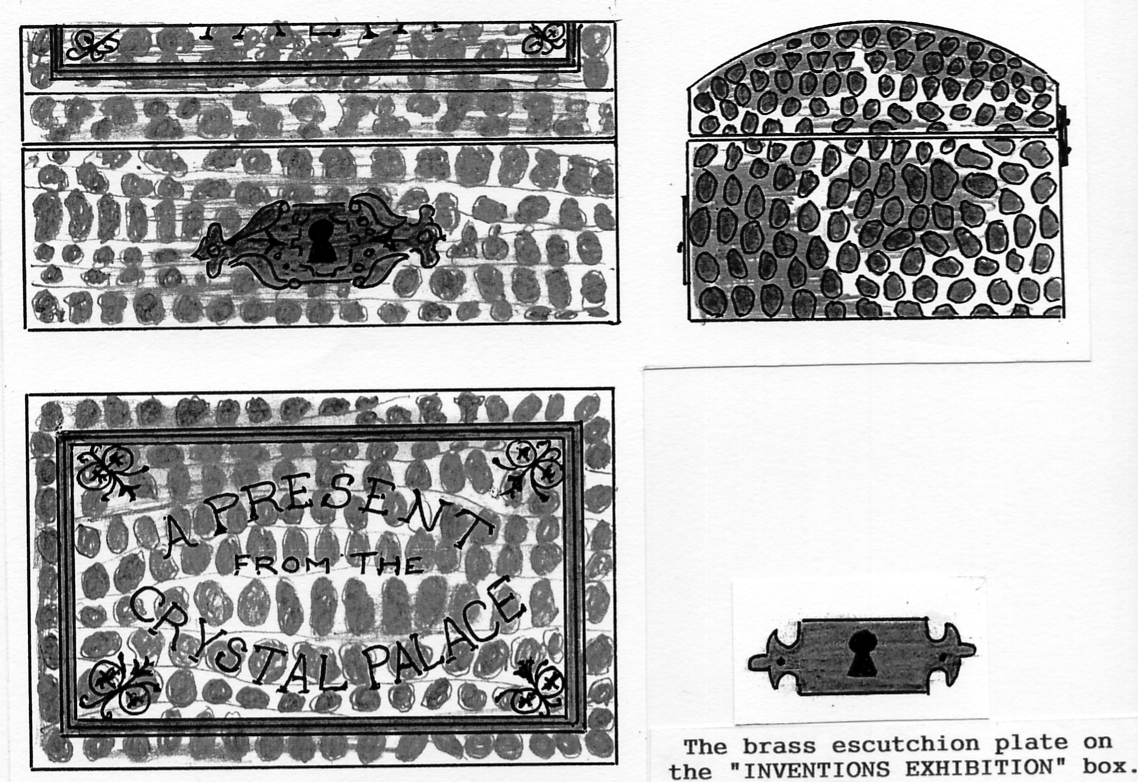 A PRESENT
FROM THE
CRYSTAL PALACE
The brass escutchion plate on
the "INVENTIONS EXHIBITION" box.